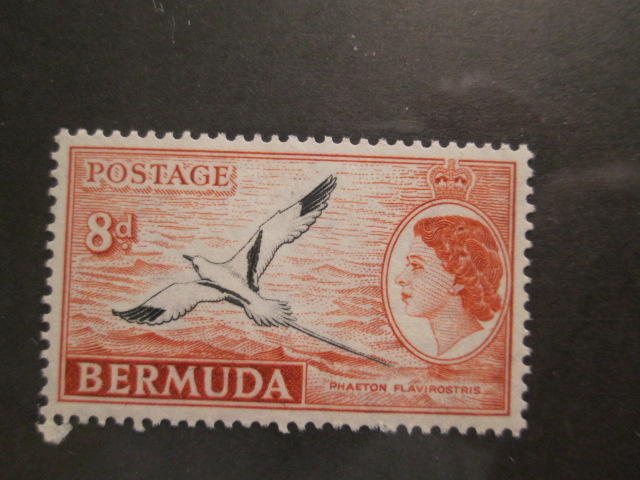 POSTAGE
8d
BERMUDA
PHAETON FLAVIROSTRIS